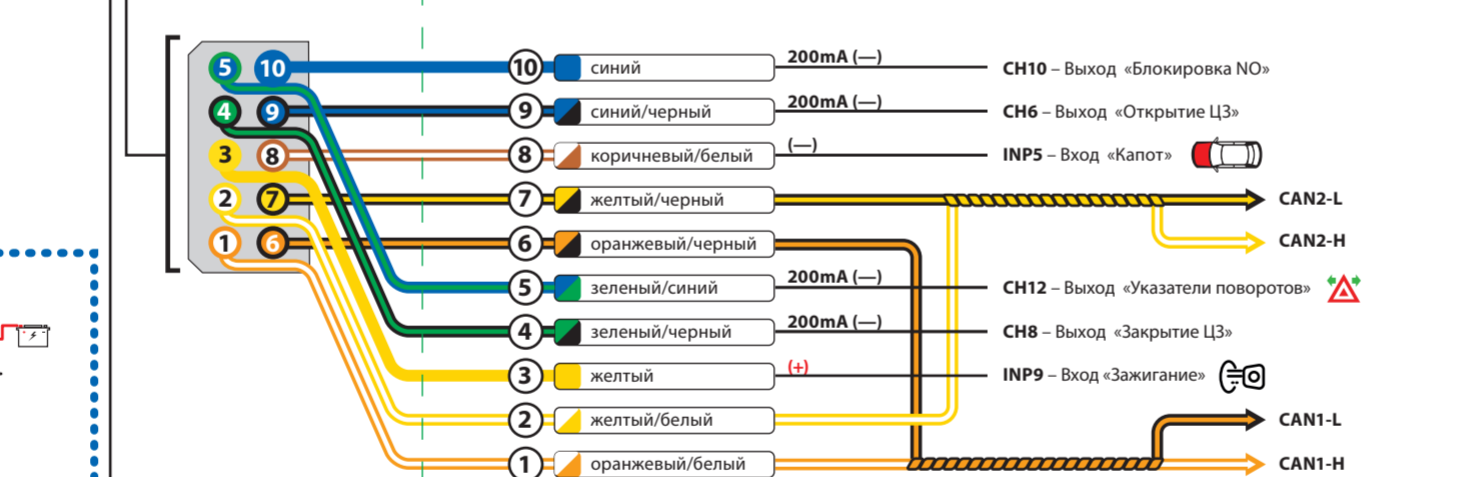 5 10 10 синий 200mA (—) CH10 – Выход «Блокировка NO»
4 9 9 синий/черный 200mA (—) CH6 – Выход «Открытие ЦЗ»
3 8 8 коричневый/белый (—) INP5 – Вход «Капот»
2 7 7 желтый/черный CAN2-L
1 6 6 оранжевый/черный CAN2-H
5 зеленый/синий 200mA (—) CH12 – Выход «Указатели поворотов»
4 зеленый/черный 200mA (—) CH8 – Выход «Закрытие ЦЗ»
3 желтый (+) INP9 – Вход «Зажигание»
2 желтый/белый CAN1-L
1 оранжевый/белый CAN1-H